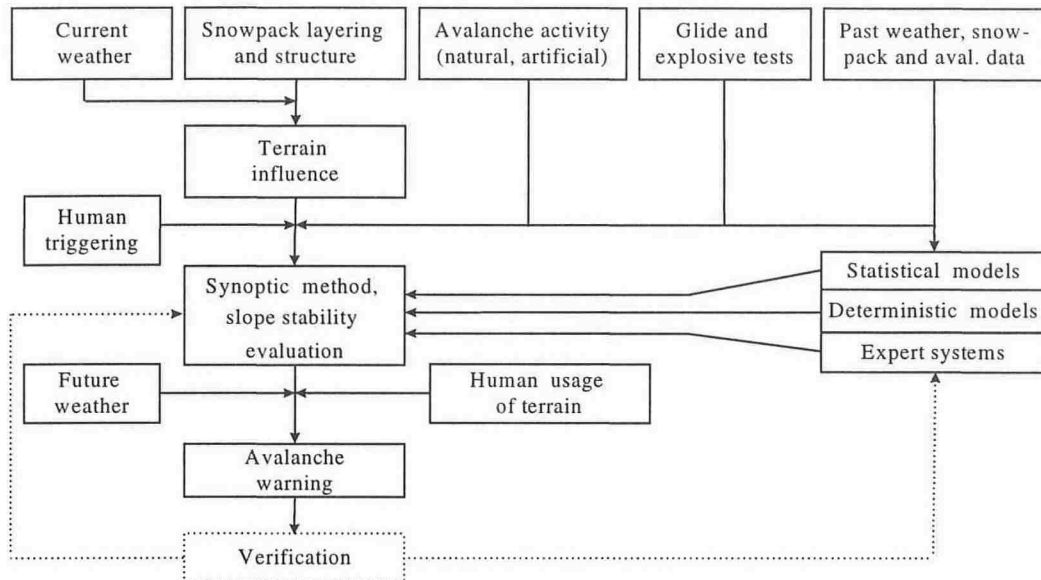 Current
weather
Snowpack layering
and structure
Avalanche activity
(natural, artificial)
Glide and
explosive tests
Past weather, snow-
pack and aval. data
Terrain
influence
Human
triggering
Synoptic method,
slope stability
evaluation
Statistical models
Deterministic models
Expert systems
Future
weather
Human usage
of terrain
Avalanche
warning
Verification